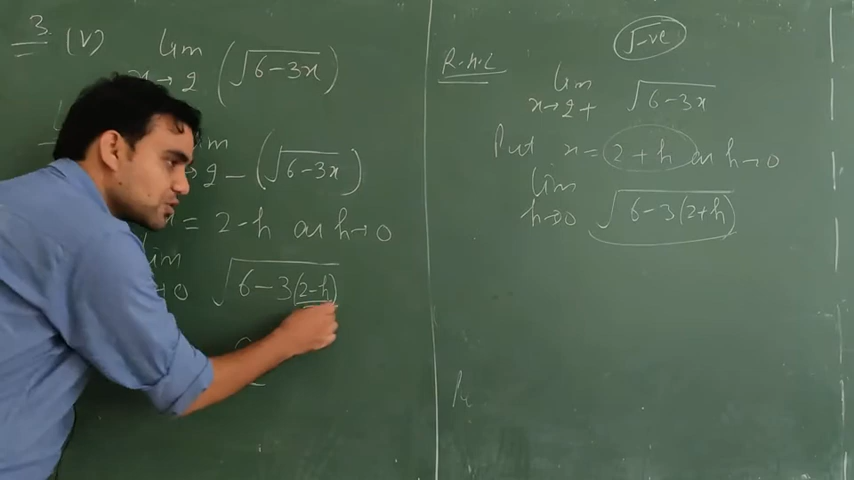 3. (v) lim x→2 (√6-3x)
lim 2- (√6-3x)
x = 2-h as h→0
lim →0 √6-3(2-h)
√-ve
R.H.L
lim x→2+ √6-3x
Put x = 2+h as h→0
lim h→0 √6-3(2+h)